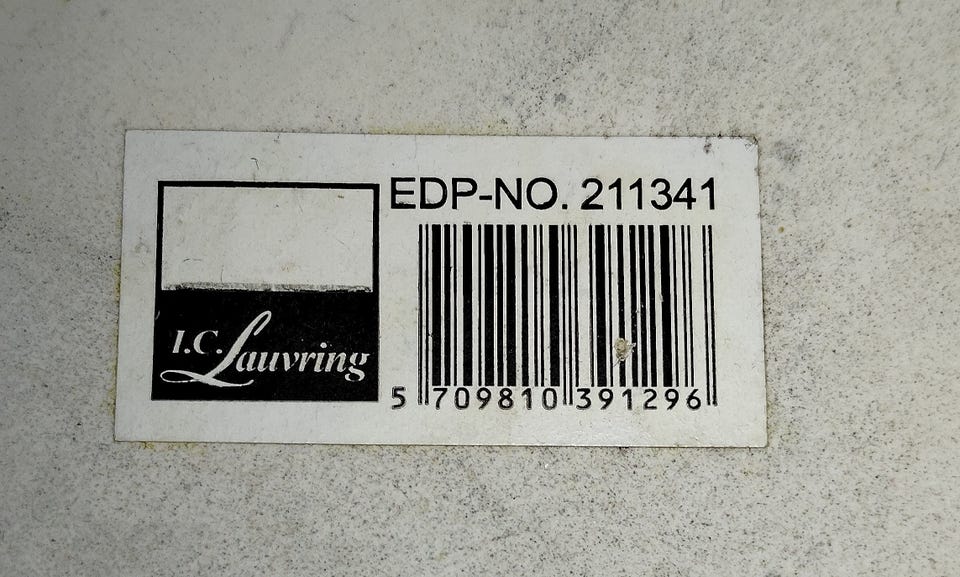 EDP-NO. 211341
I.C. Lauvring
5 709810 391296